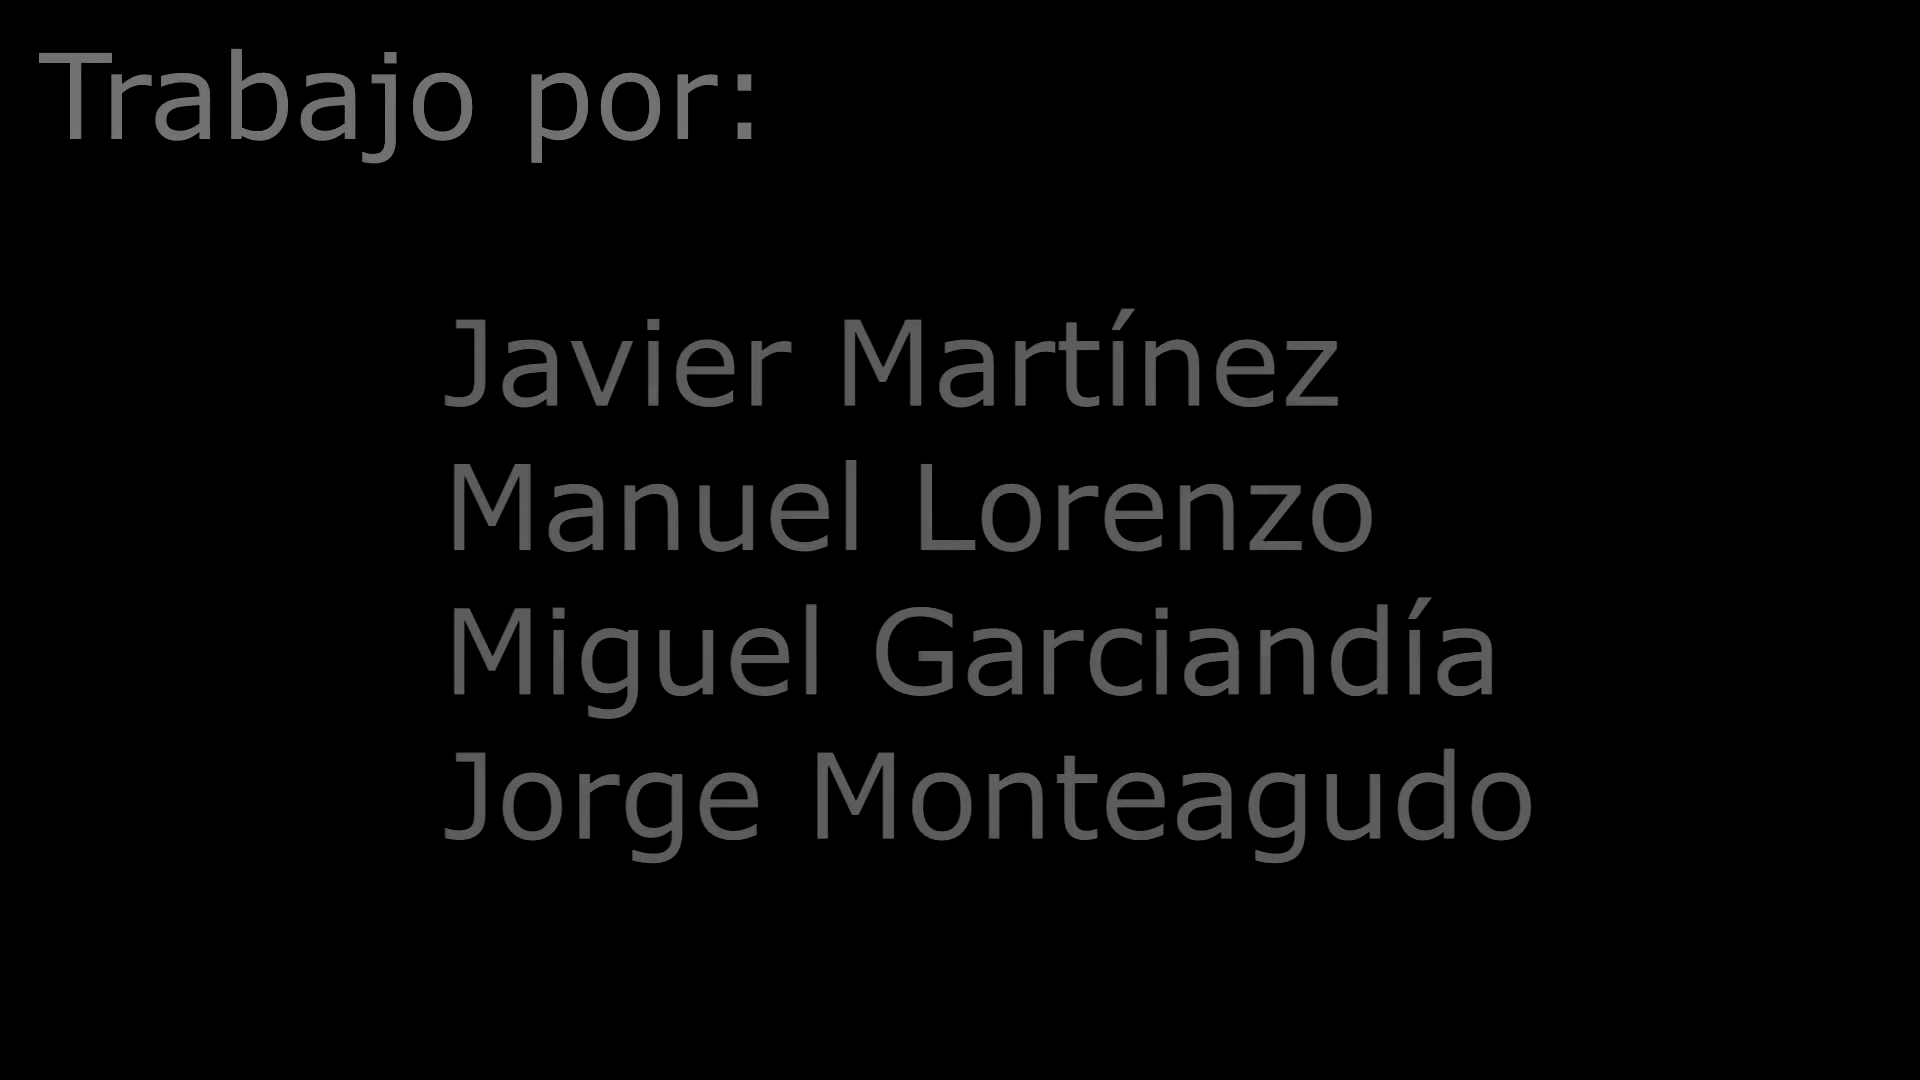 Trabajo por:
Javier Martínez
Manuel Lorenzo
Miguel Garciandía
Jorge Monteagudo